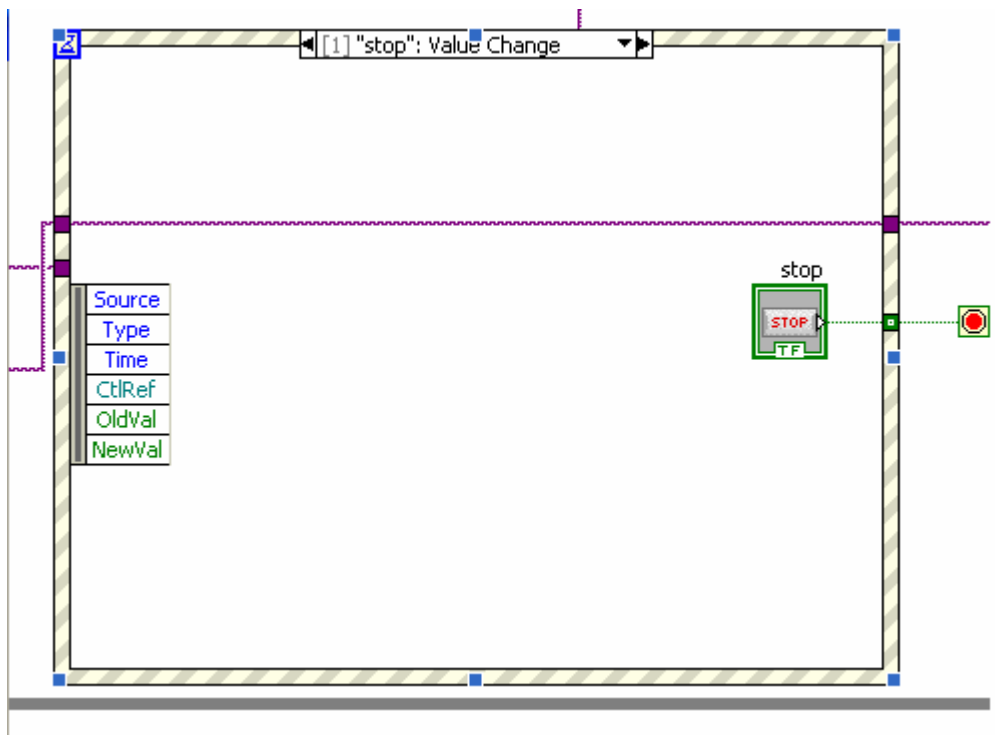 [1] "stop": Value Change
stop
STOP
TF
Source
Type
Time
CtlRef
OldVal
NewVal